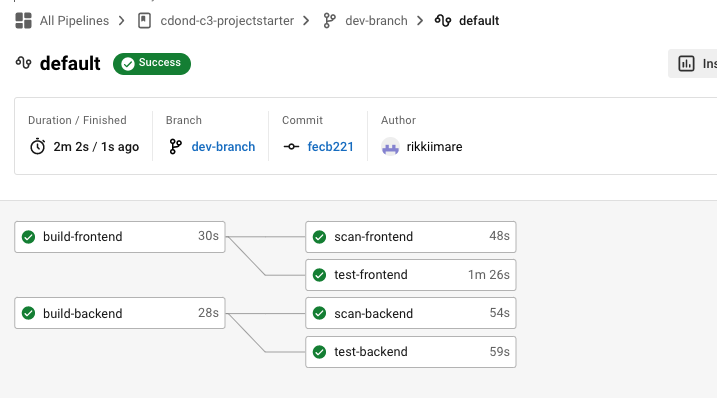 All Pipelines > cdond-c3-projectstarter > dev-branch > default
default Success
Duration / Finished Branch Commit Author
2m 2s / 1s ago dev-branch fecb221 rikkiimare
build-frontend 30s scan-frontend 48s
test-frontend 1m 26s
build-backend 28s scan-backend 54s
test-backend 59s